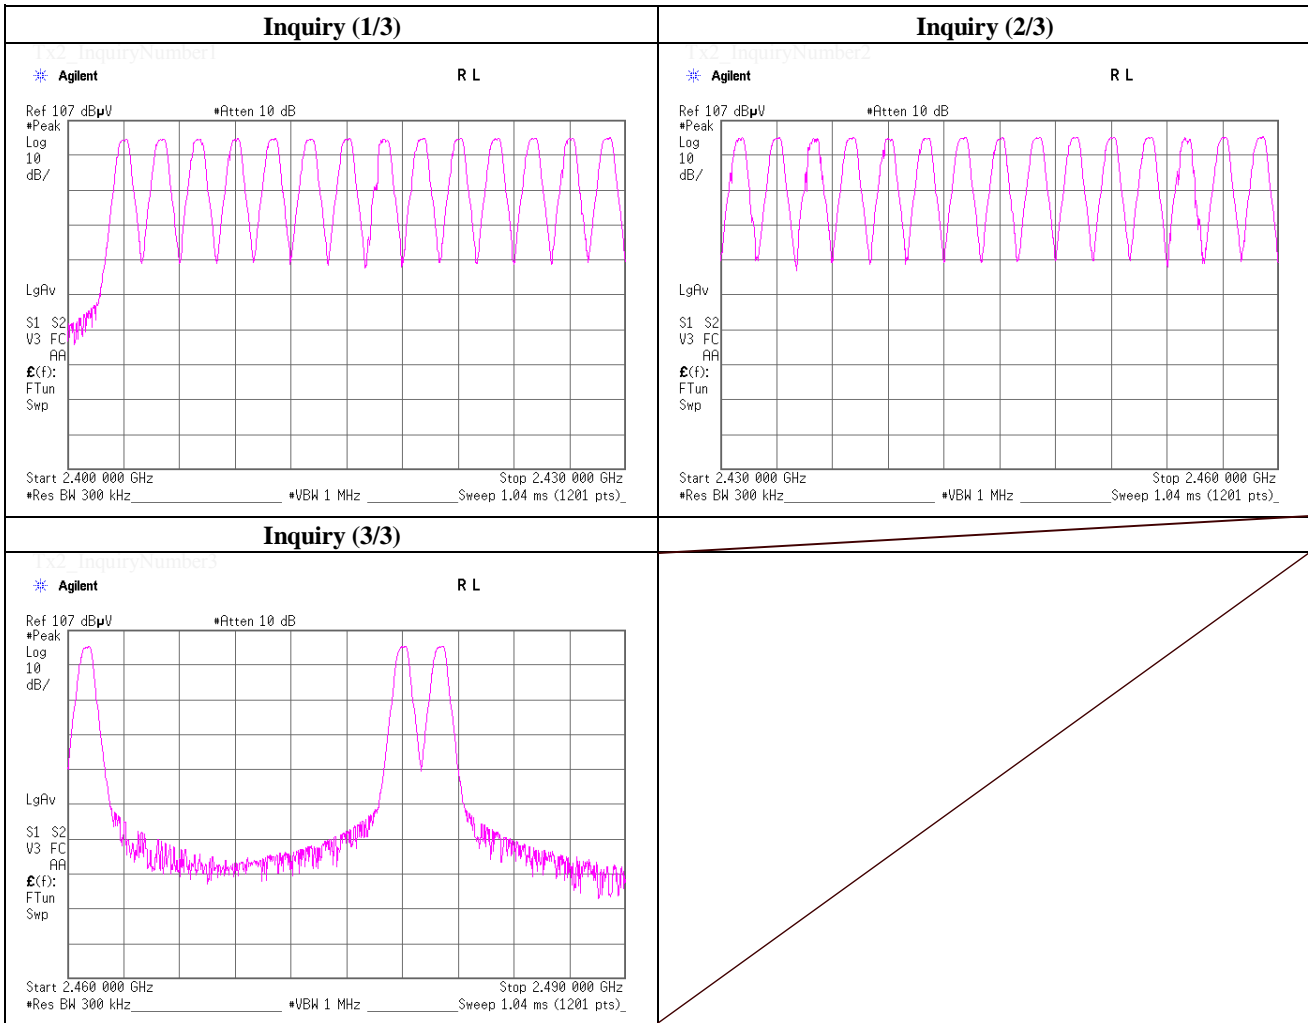 Inquiry (1/3)
Tx2_InquiryNumber1
Agilent
R L
Ref 107 dBµV
#Atten 10 dB
#Peak
Log
10
dB/
LgAv
S1 S2
V3 FC
AA
£(f):
FTun
Swp
Start 2.400 000 GHz
Stop 2.430 000 GHz
#Res BW 300 kHz
#VBW 1 MHz
Sweep 1.04 ms (1201 pts)
Inquiry (2/3)
Tx2_InquiryNumber2
Agilent
R L
Ref 107 dBµV
#Atten 10 dB
#Peak
Log
10
dB/
LgAv
S1 S2
V3 FC
AA
£(f):
FTun
Swp
Start 2.430 000 GHz
Stop 2.460 000 GHz
#Res BW 300 kHz
#VBW 1 MHz
Sweep 1.04 ms (1201 pts)
Inquiry (3/3)
Tx2_InquiryNumber3
Agilent
R L
Ref 107 dBµV
#Atten 10 dB
#Peak
Log
10
dB/
LgAv
S1 S2
V3 FC
AA
£(f):
FTun
Swp
Start 2.460 000 GHz
Stop 2.490 000 GHz
#Res BW 300 kHz
#VBW 1 MHz
Sweep 1.04 ms (1201 pts)